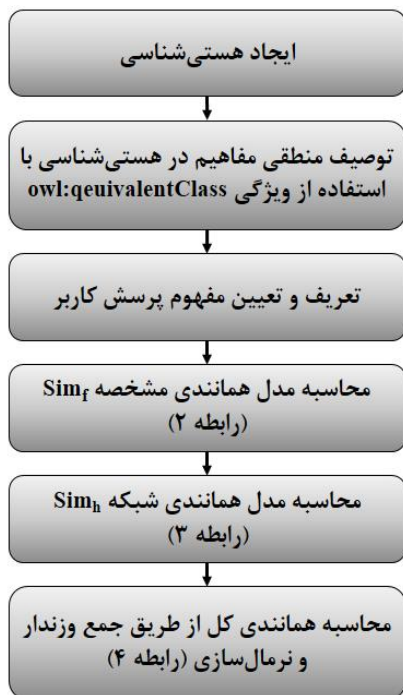 ایجاد هستی‌شناسی
توصیف منطقی مفاهیم در هستی‌شناسی با
استفاده از ویژگی owl:qeuivalentClass
تعریف و تعیین مفهوم پرسش کاربر
محاسبه مدل همانندی مشخصه Simf
(رابطه ۲)
محاسبه مدل همانندی شبکه Simh
(رابطه ۳)
محاسبه همانندی کل از طریق جمع وزندار
و نرمال‌سازی (رابطه ۴)